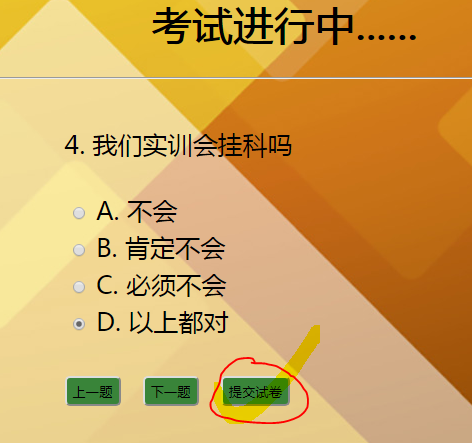 考试进行中......
4. 我们实训会挂科吗
A. 不会
B. 肯定不会
C. 必须不会
D. 以上都对
上一题 下一题 提交试卷